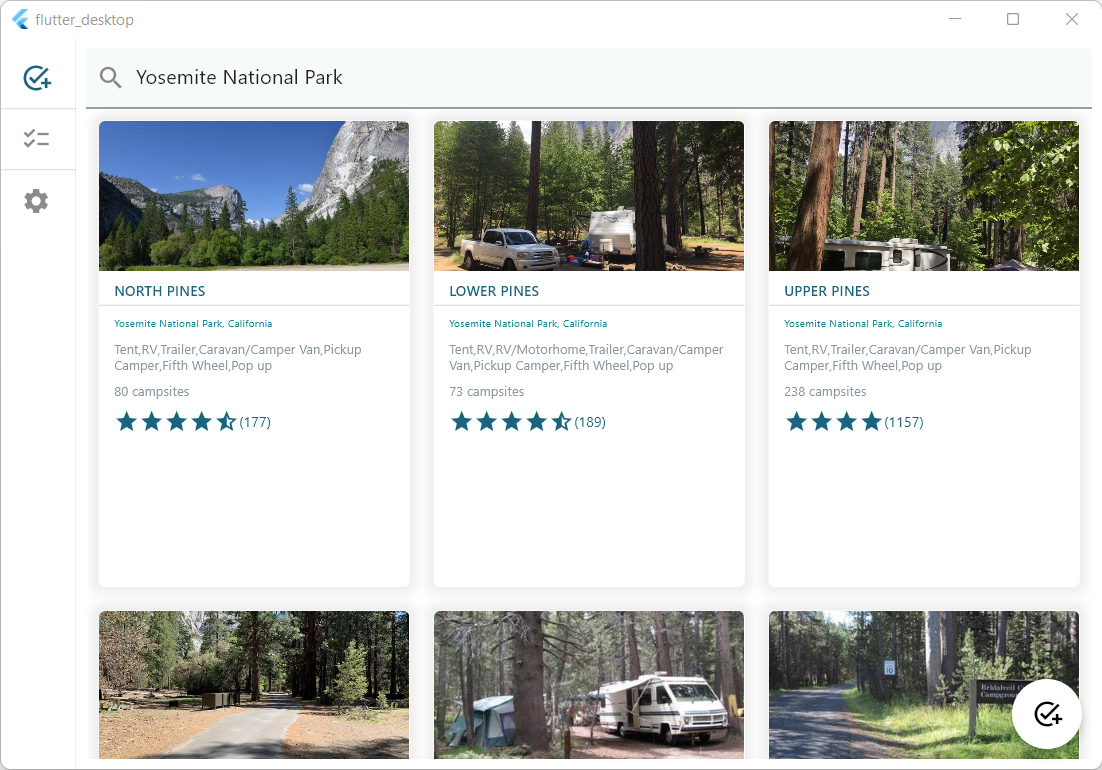 flutter_desktop
Yosemite National Park
NORTH PINES
Yosemite National Park, California
Tent,RV,Trailer,Caravan/Camper Van,Pickup
Camper,Fifth Wheel,Pop up
80 campsites
(177)
LOWER PINES
Yosemite National Park, California
Tent,RV,RV/Motorhome,Trailer,Caravan/Camper
Van,Pickup Camper,Fifth Wheel,Pop up
73 campsites
(189)
UPPER PINES
Yosemite National Park, California
Tent,RV,Trailer,Caravan/Camper Van,Pickup
Camper,Fifth Wheel,Pop up
238 campsites
(1157)
10
Bridalveil